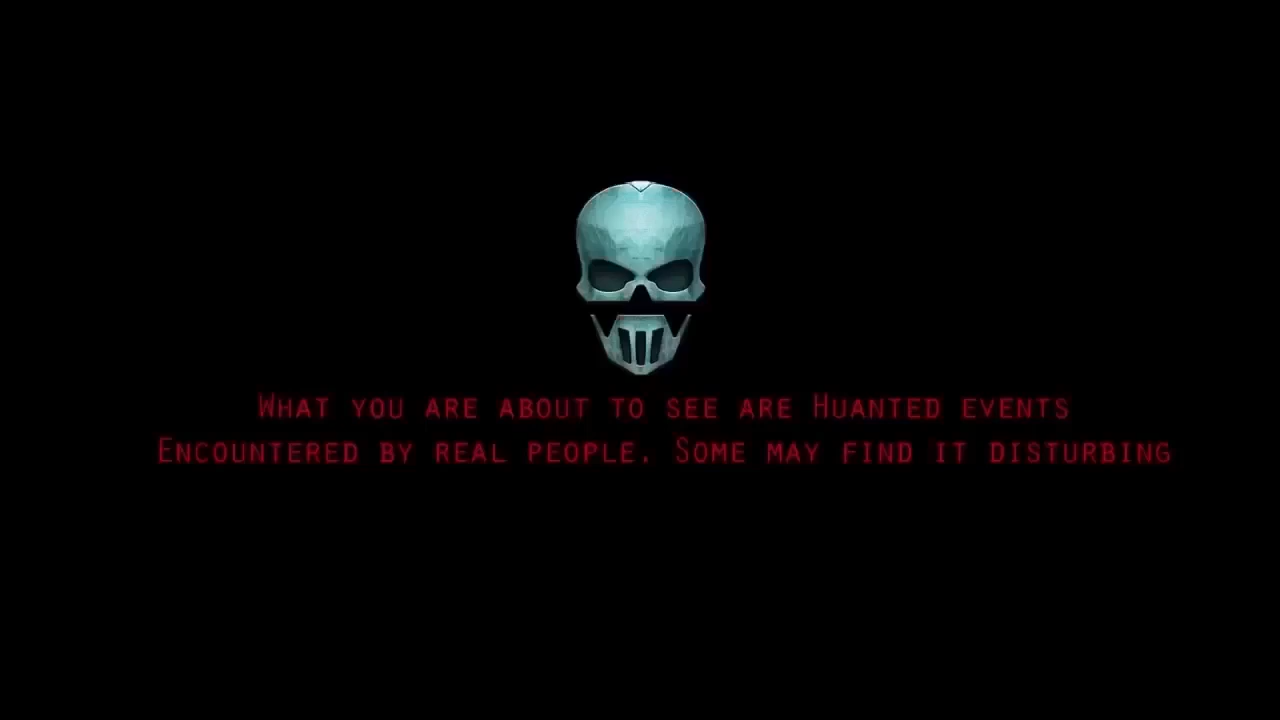 What you are about to see are Huanted events
Encountered by real people. Some may find it disturbing